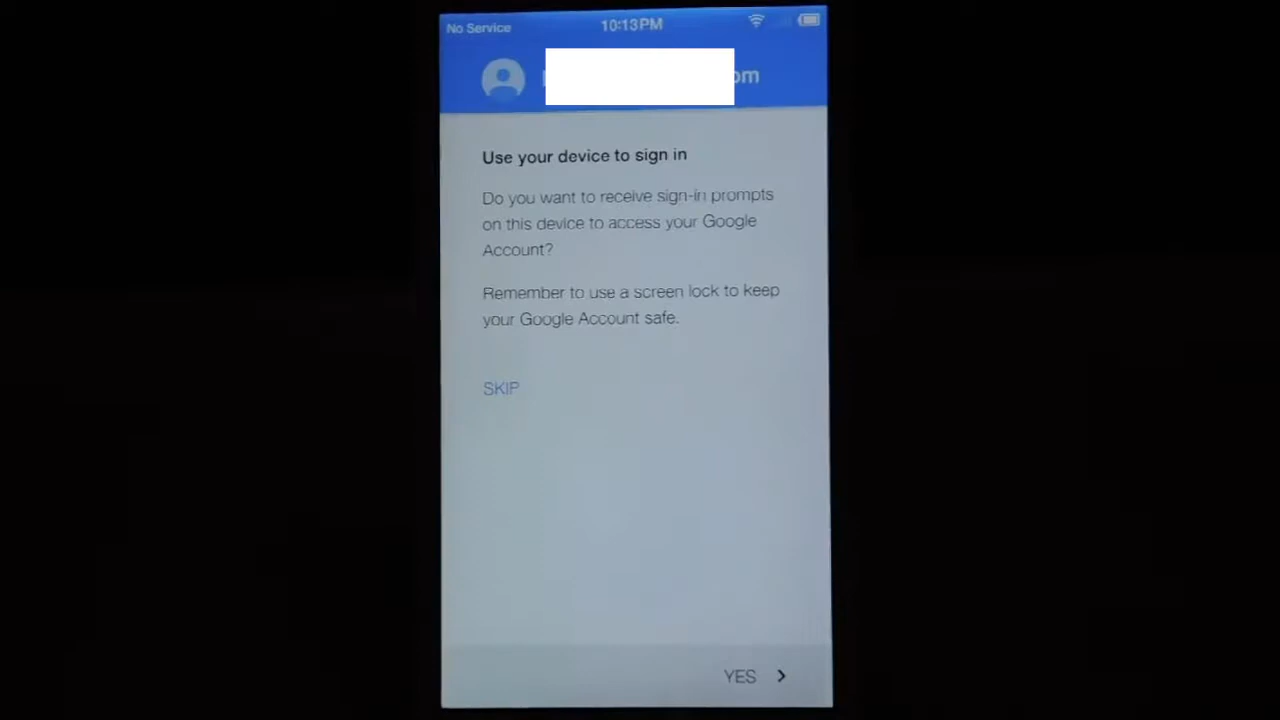 No Service
10:13PM
om
Use your device to sign in
Do you want to receive sign-in prompts
on this device to access your Google
Account?
Remember to use a screen lock to keep
your Google Account safe.
SKIP
YES